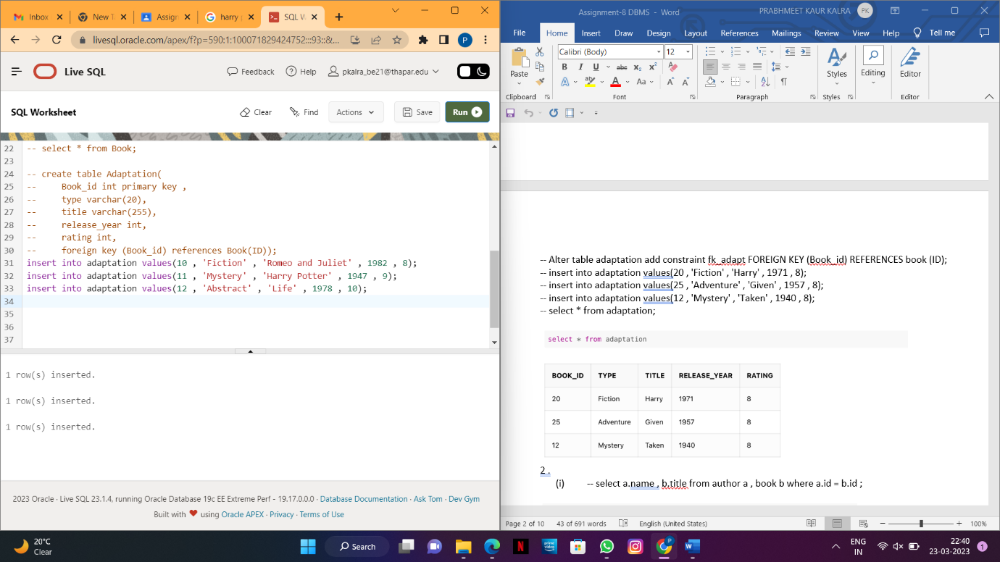 Inbox
New T
Assign
harry p
SQL W
livesql.oracle.com/apex/f?p=590:1:100071829424752:::93::&...
P
Live SQL
Feedback
Help
pkalra_be21@thapar.edu
SQL Worksheet
Clear
Find
Actions
Save
Run
22 -- select * from Book;
23
24 -- create table Adaptation(
25 -- Book_id int primary key ,
26 -- type varchar(20),
27 -- title varchar(255),
28 -- release_year int,
29 -- rating int,
30 -- foreign key (Book_id) references Book(ID));
31 insert into adaptation values(10 , 'Fiction' , 'Romeo and Juliet' , 1982 , 8);
32 insert into adaptation values(11 , 'Mystery' , 'Harry Potter' , 1947 , 9);
33 insert into adaptation values(12 , 'Abstract' , 'Life' , 1978 , 10);
34
35
36
37
1 row(s) inserted.
1 row(s) inserted.
1 row(s) inserted.
2023 Oracle · Live SQL 23.1.4, running Oracle Database 19c EE Extreme Perf - 19.17.0.0.0 · Database Documentation · Ask Tom · Dev Gym
Built with ❤ using Oracle APEX · Privacy · Terms of Use
Assignment-8 DBMS - Word
PRABHMEET KAUR KALRA PK
File Home Insert Draw Design Layout References Mailings Review View Help Tell me
Calibri (Body) 12
Paste
Styles
Editing
Editor
Clipboard Font Paragraph Styles Editor
-- Alter table adaptation add constraint fk_adapt FOREIGN KEY (Book_id) REFERENCES book (ID);
-- insert into adaptation values(20 , 'Fiction' , 'Harry' , 1971 , 8);
-- insert into adaptation values(25 , 'Adventure' , 'Given' , 1957 , 8);
-- insert into adaptation values(12 , 'Mystery' , 'Taken' , 1940 , 8);
-- select * from adaptation;
select * from adaptation
BOOK_ID TYPE TITLE RELEASE_YEAR RATING
20 Fiction Harry 1971 8
25 Adventure Given 1957 8
12 Mystery Taken 1940 8
2 .
(i) -- select a.name , b.title from author a , book b where a.id = b.id ;
Page 2 of 10 43 of 691 words English (United States) 100%
20°C
Clear
Search
ENG
IN
22:40
23-03-2023
1